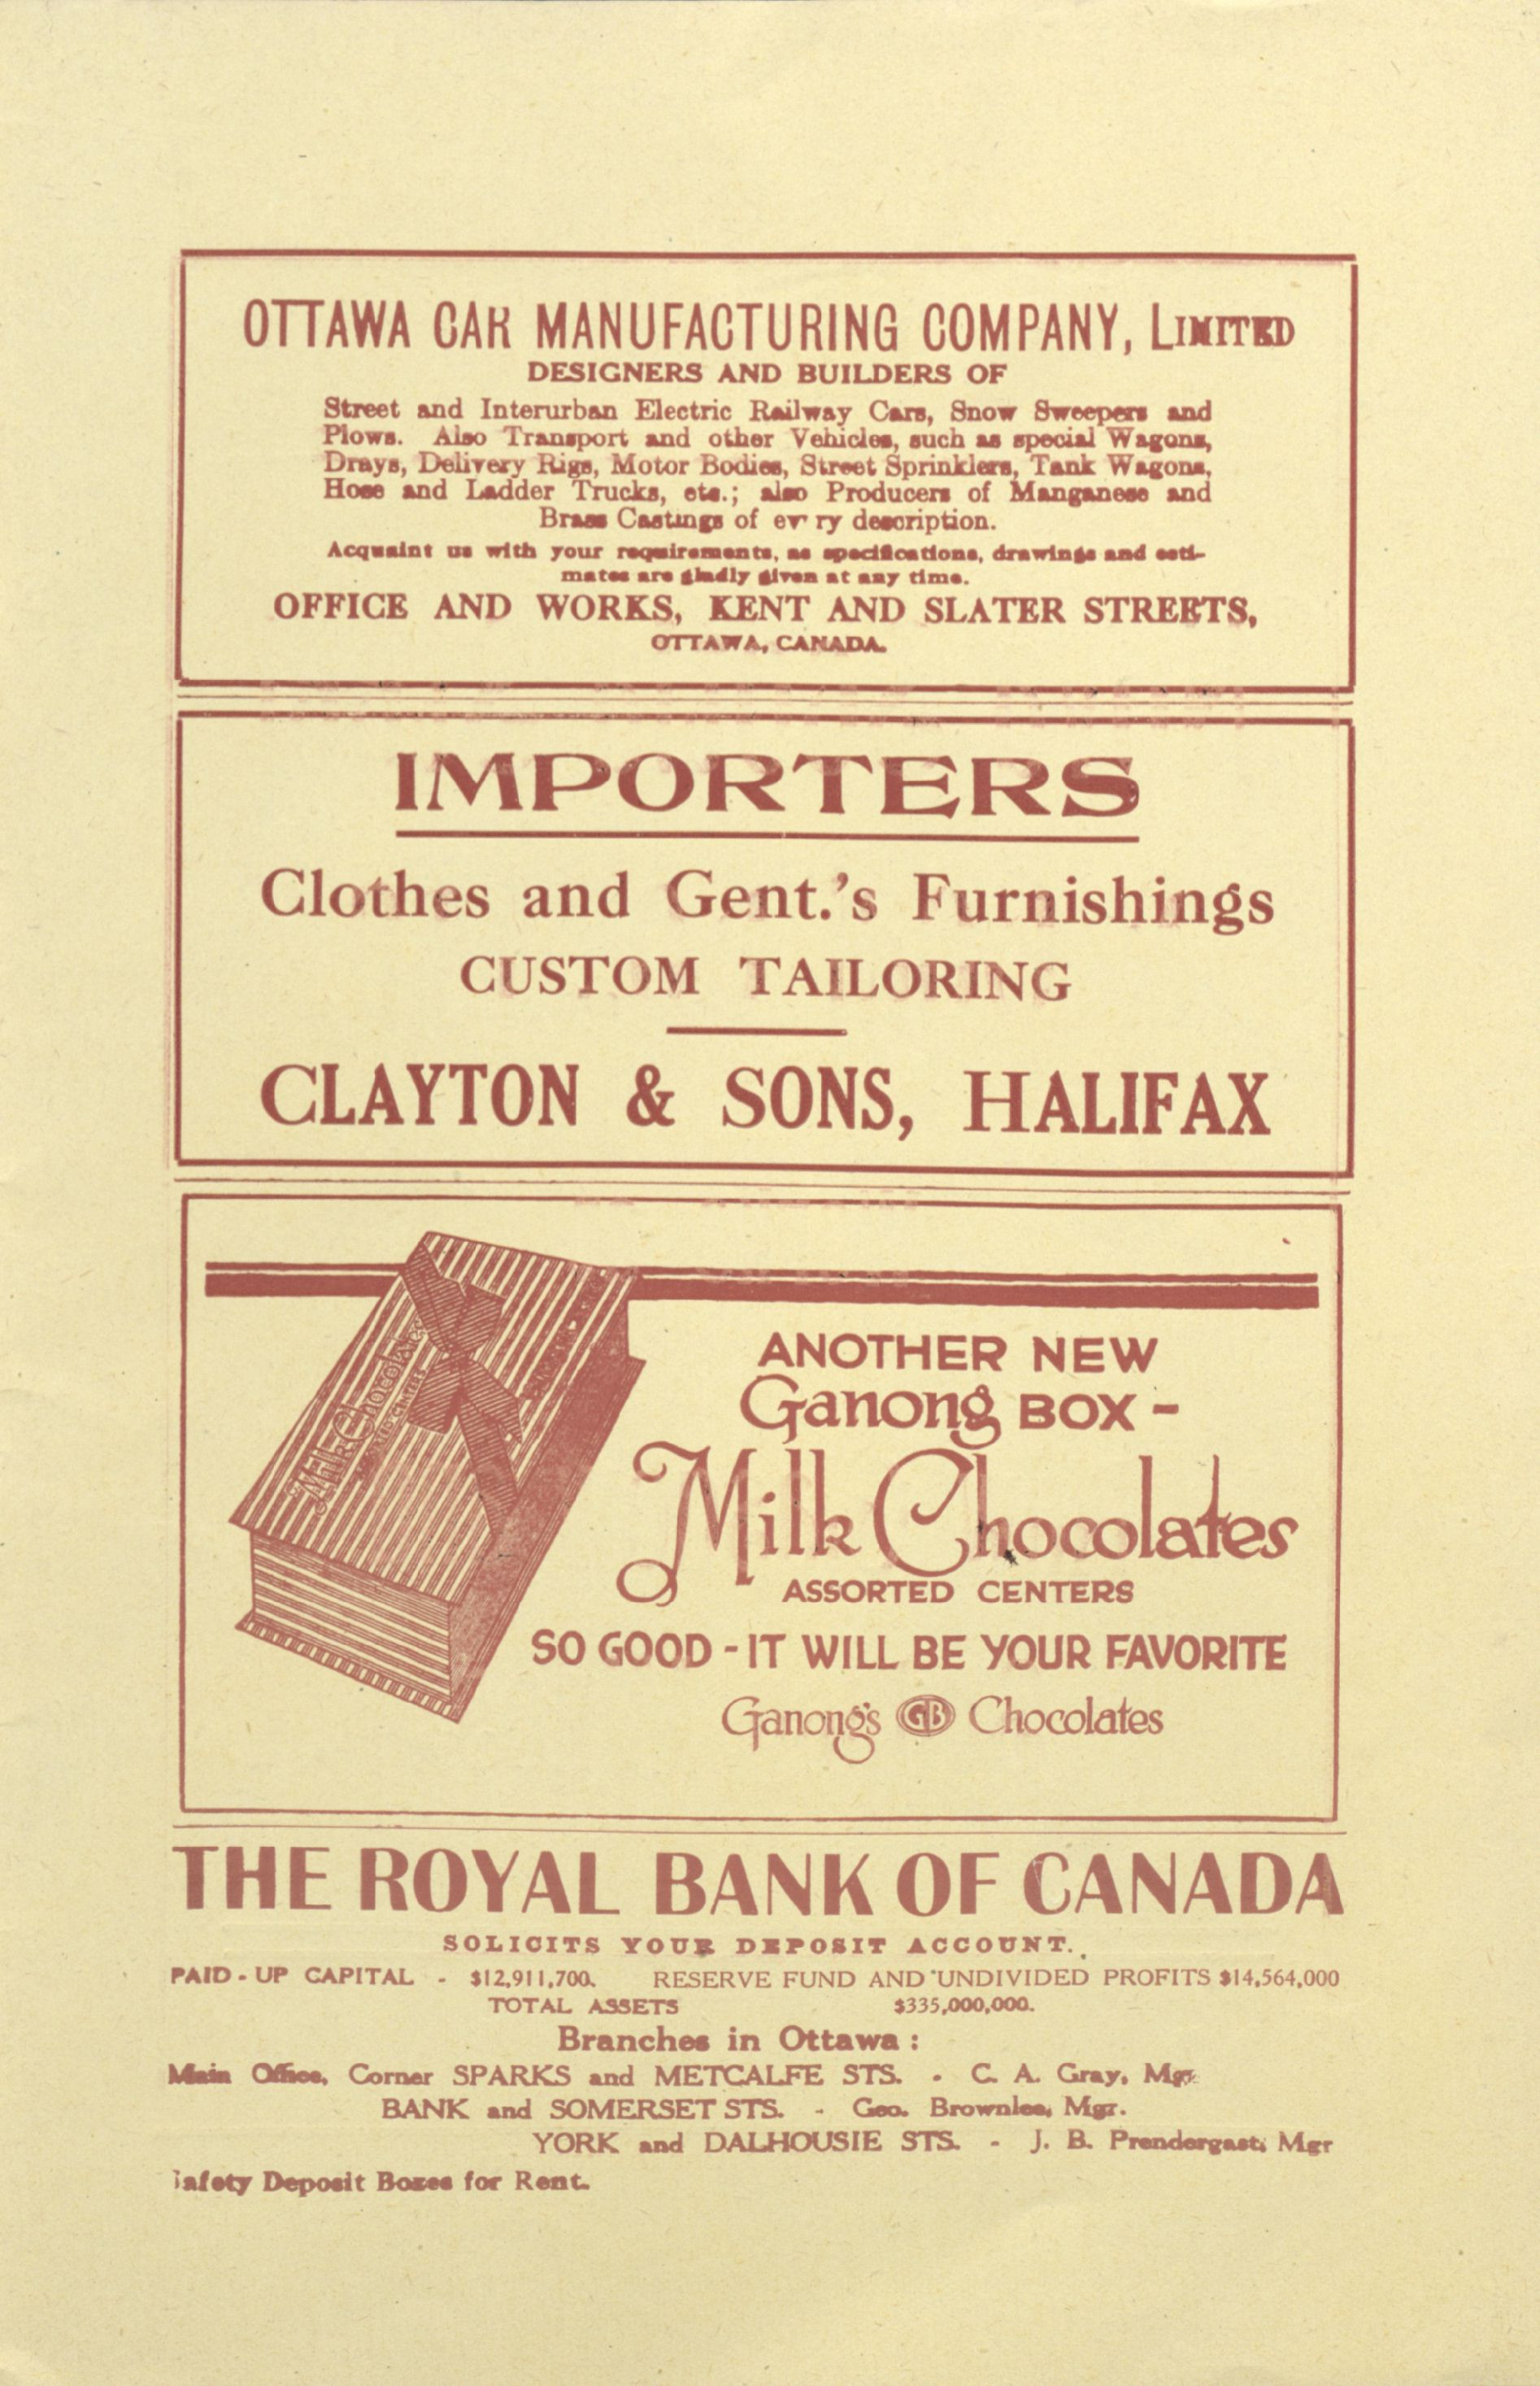 OTTAWA CAR MANUFACTURING COMPANY, LIMITED
DESIGNERS AND BUILDERS OF
Street and Interurban Electric Railway Cars, Snow Sweepers and
Plows. Also Transport and other Vehicles, such as special Wagons,
Drays, Delivery Rigs, Motor Bodies, Street Sprinklers, Tank Wagons,
Hose and Ladder Trucks, etc.; also Producers of Manganese and
Brass Castings of ev ry description.
Acquaint us with your requirements, as specifications, drawings and esti-
mates are gladly given at any time.
OFFICE AND WORKS, KENT AND SLATER STREETS,
OTTAWA, CANADA.
IMPORTERS
Clothes and Gent.'s Furnishings
CUSTOM TAILORING
CLAYTON & SONS, HALIFAX
Milk Chocolates
ANOTHER NEW
Ganong BOX -
Milk Chocolates
ASSORTED CENTERS
SO GOOD - IT WILL BE YOUR FAVORITE
Ganong's GB Chocolates
THE ROYAL BANK OF CANADA
SOLICITS YOUR DEPOSIT ACCOUNT.
PAID - UP CAPITAL - $12,911,700. RESERVE FUND AND UNDIVIDED PROFITS $14,564,000
TOTAL ASSETS $335,000,000.
Branches in Ottawa :
Main Office, Corner SPARKS and METCALFE STS. - C. A. Gray, Mgr.
BANK and SOMERSET STS. - Geo. Brownlee, Mgr.
YORK and DALHOUSIE STS. - J. B. Prendergast, Mgr
Safety Deposit Boxes for Rent.